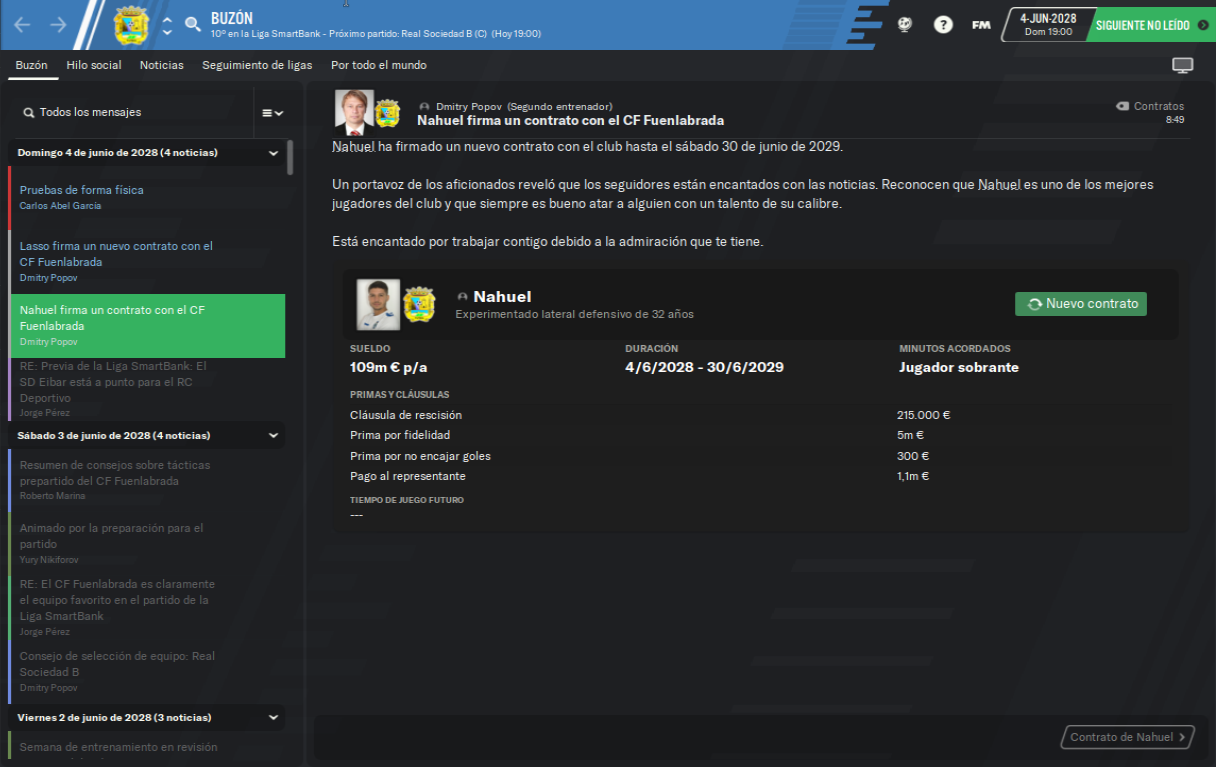 BUZÓN
10º en la Liga SmartBank - Próximo partido: Real Sociedad B (C) (Hoy 19:00)
FM
4-JUN-2028
Dom 19:00
SIGUIENTE NO LEÍDO
Buzón
Hilo social
Noticias
Seguimiento de ligas
Por todo el mundo
Todos los mensajes
Domingo 4 de junio de 2028 (4 noticias)
Pruebas de forma física
Carlos Abel García
Lasso firma un nuevo contrato con el
CF Fuenlabrada
Dmitry Popov
Nahuel firma un contrato con el CF
Fuenlabrada
Dmitry Popov
RE: Previa de la Liga SmartBank: El
SD Eibar está a punto para el RC
Deportivo
Jorge Pérez
Sábado 3 de junio de 2028 (4 noticias)
Resumen de consejos sobre tácticas
prepartido del CF Fuenlabrada
Roberto Marina
Animado por la preparación para el
partido
Yury Nikiforov
RE: El CF Fuenlabrada es claramente
el equipo favorito en el partido de la
Liga SmartBank
Jorge Pérez
Consejo de selección de equipo: Real
Sociedad B
Dmitry Popov
Viernes 2 de junio de 2028 (3 noticias)
Semana de entrenamiento en revisión
Dmitry Popov (Segundo entrenador)
Nahuel firma un contrato con el CF Fuenlabrada
Contratos
8:49
Nahuel ha firmado un nuevo contrato con el club hasta el sábado 30 de junio de 2029.
Un portavoz de los aficionados reveló que los seguidores están encantados con las noticias. Reconocen que Nahuel es uno de los mejores
jugadores del club y que siempre es bueno atar a alguien con un talento de su calibre.
Está encantado por trabajar contigo debido a la admiración que te tiene.
Nahuel
Experimentado lateral defensivo de 32 años
Nuevo contrato
SUELDO
DURACIÓN
MINUTOS ACORDADOS
109m € p/a
4/6/2028 - 30/6/2029
Jugador sobrante
PRIMAS Y CLÁUSULAS
Cláusula de rescisión
215.000 €
Prima por fidelidad
5m €
Prima por no encajar goles
300 €
Pago al representante
1,1m €
TIEMPO DE JUEGO FUTURO
---
Contrato de Nahuel